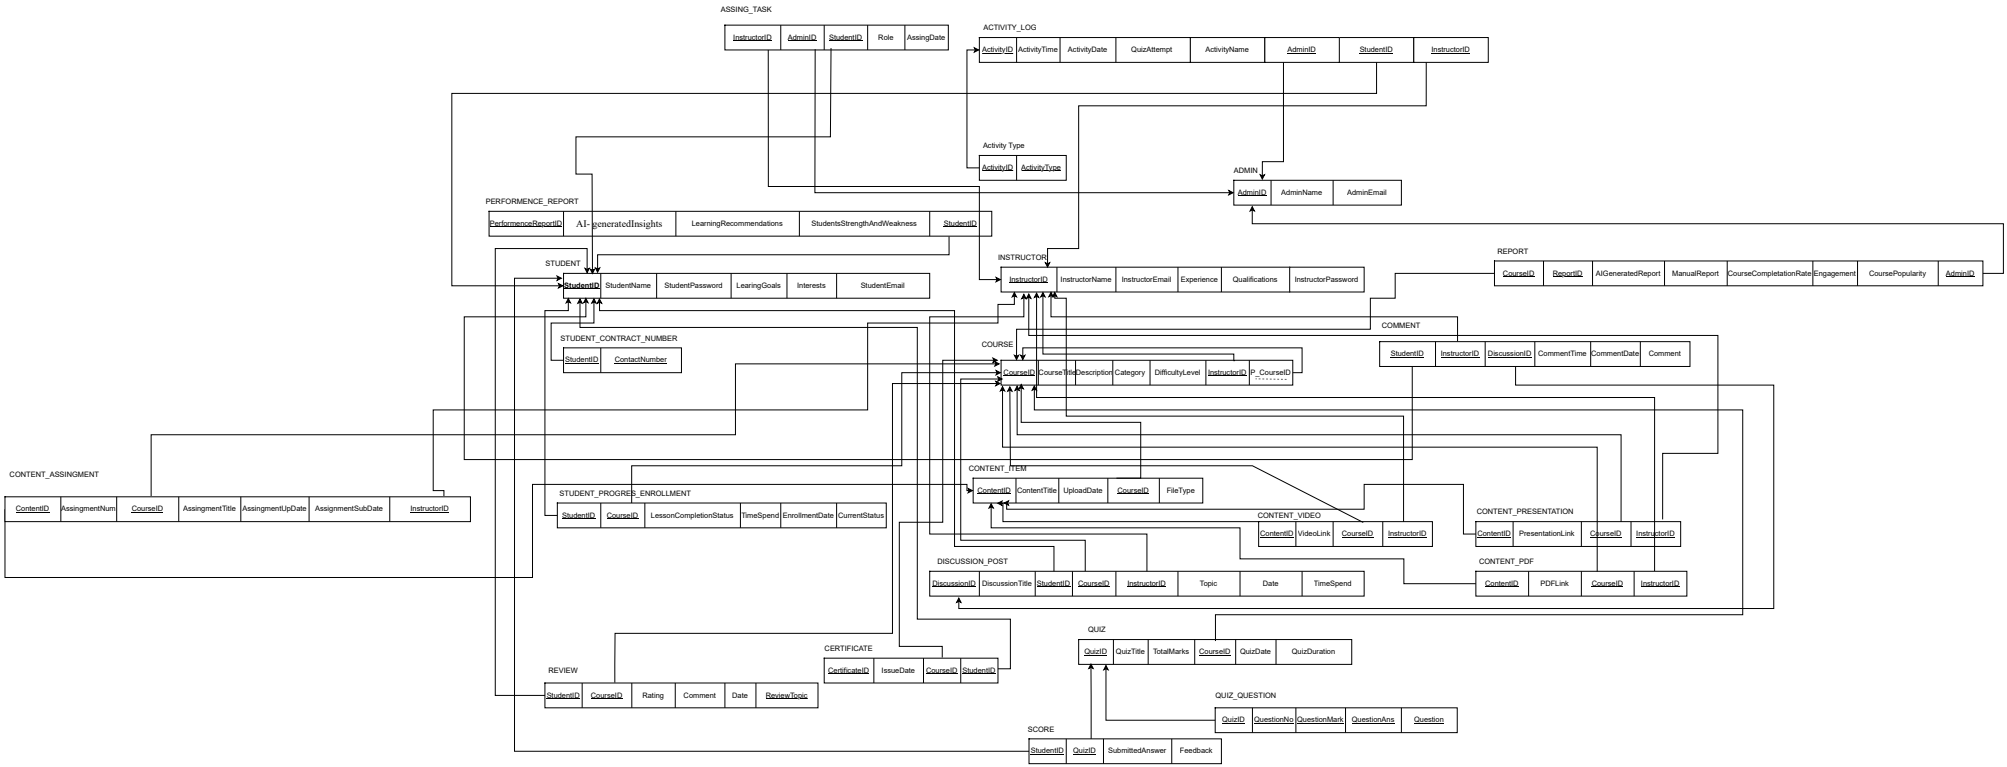 ASSING_TASK
InstructorID AdminID StudentID Role AssingDate
ACTIVITY_LOG
ActivityID ActivityTime ActivityDate QuizAttempt ActivityName AdminID StudentID InstructorID
Activity Type
ActivityID ActivityType
ADMIN
AdminID AdminName AdminEmail
PERFORMENCE_REPORT
PerformenceReportID AI- generatedInsights LearningRecommendations StudentsStrengthAndWeakness StudentID
STUDENT
StudentID StudentName StudentPassword LearingGoals Interests StudentEmail
INSTRUCTOR
InstructorID InstructorName InstructorEmail Experience Qualifications InstructorPassword
REPORT
CourseID ReportID AIGeneratedReport ManualReport CourseCompletationRate Engagement CoursePopularity AdminID
STUDENT_CONTRACT_NUMBER
StudentID ContactNumber
COURSE
CourseID CourseTitle Description Category DifficultyLevel InstructorID P_CourseID
COMMENT
StudentID InstructorID DiscussionID CommentTime CommentDate Comment
CONTENT_ASSINGMENT
ContentID AssingmentNum CourseID AssingmentTitle AssingmentUpDate AssignmentSubDate InstructorID
STUDENT_PROGRES_ENROLLMENT
StudentID CourseID LessonCompletionStatus TimeSpend EnrollmentDate CurrentStatus
CONTENT_ITEM
ContentID ContentTitle UploadDate CourseID FileType
CONTENT_VIDEO
ContentID VideoLink CourseID InstructorID
CONTENT_PRESENTATION
ContentID PresentationLink CourseID InstructorID
CONTENT_PDF
ContentID PDFLink CourseID InstructorID
DISCUSSION_POST
DiscussionID DiscussionTitle StudentID CourseID InstructorID Topic Date TimeSpend
QUIZ
QuizID QuizTitle TotalMarks CourseID QuizDate QuizDuration
CERTIFICATE
CertificateID IssueDate CourseID StudentID
REVIEW
StudentID CourseID Rating Comment Date ReviewTopic
QUIZ_QUESTION
QuizID QuestionNo QuestionMark QuestionAns Question
SCORE
StudentID QuizID SubmittedAnswer Feedback